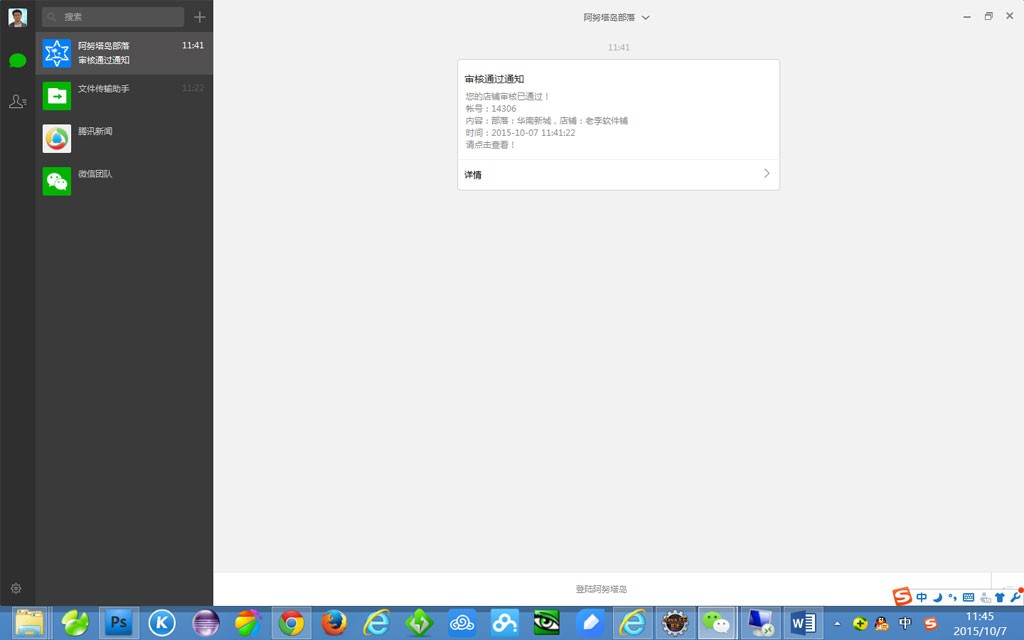 搜索
阿努塔岛部落 11:41
审核通过通知
文件传输助手 11:22
腾讯新闻
微信团队
阿努塔岛部落
11:41
审核通过通知
您的店铺审核已通过！
帐号：14306
内容：部落：华南新城，店铺：老李软件铺
时间：2015-10-07 11:41:22
请点击查看！
详情
登陆阿努塔岛
S 中
Ps K W 中 S
11:45
2015/10/7